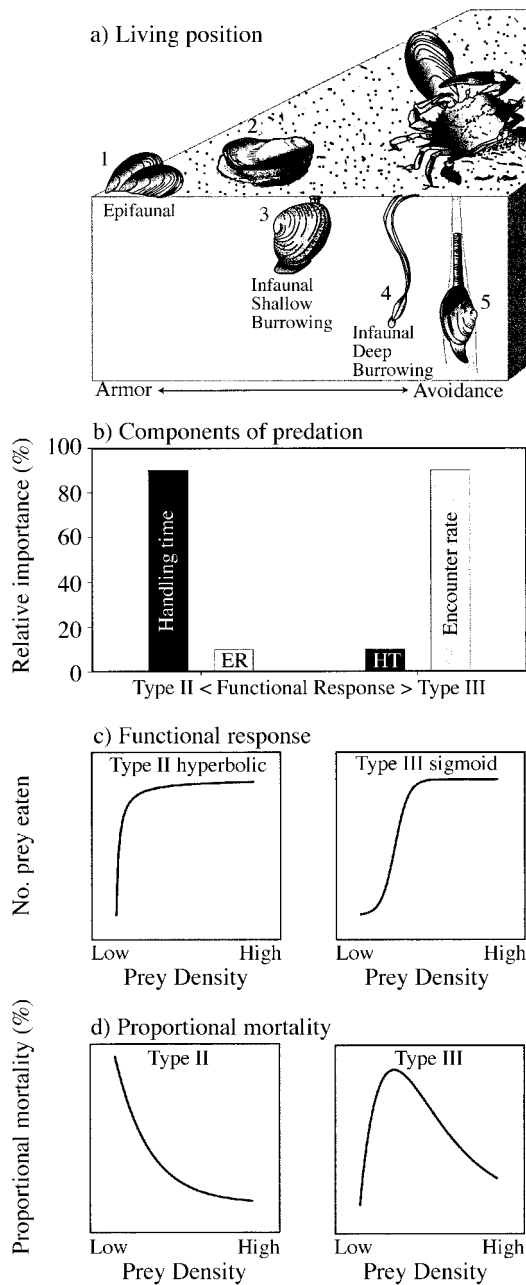 a) Living position
1
2
Epifaunal
3
Infaunal
Shallow
Burrowing
4
Infaunal
Deep
Burrowing
5
Armor
Avoidance
b) Components of predation
Relative importance (%)
100
80
60
40
20
0
Handling time
ER
HT
Encounter rate
Type II < Functional Response > Type III
c) Functional response
No. prey eaten
Type II hyperbolic
Low
High
Prey Density
Type III sigmoid
Low
High
Prey Density
d) Proportional mortality
Proportional mortality (%)
Type II
Low
High
Prey Density
Type III
Low
High
Prey Density